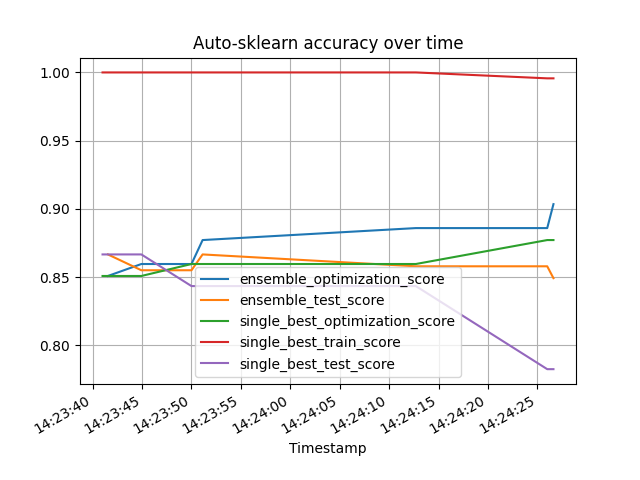 Auto-sklearn accuracy over time
1.00
0.95
0.90
0.85
0.80
ensemble_optimization_score
ensemble_test_score
single_best_optimization_score
single_best_train_score
single_best_test_score
14:23:40
14:23:45
14:23:50
14:23:55
14:24:00
14:24:05
14:24:10
14:24:15
14:24:20
14:24:25
Timestamp